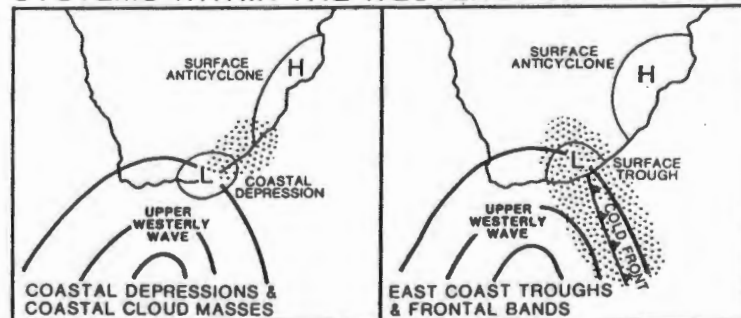 SURFACE
ANTICYCLONE
H
L
COASTAL
DEPRESSION
UPPER
WESTERLY
WAVE
COASTAL DEPRESSIONS &
COASTAL CLOUD MASSES
SURFACE
ANTICYCLONE
H
L
SURFACE
TROUGH
COLD FRONT
UPPER
WESTERLY
WAVE
EAST COAST TROUGHS
& FRONTAL BANDS